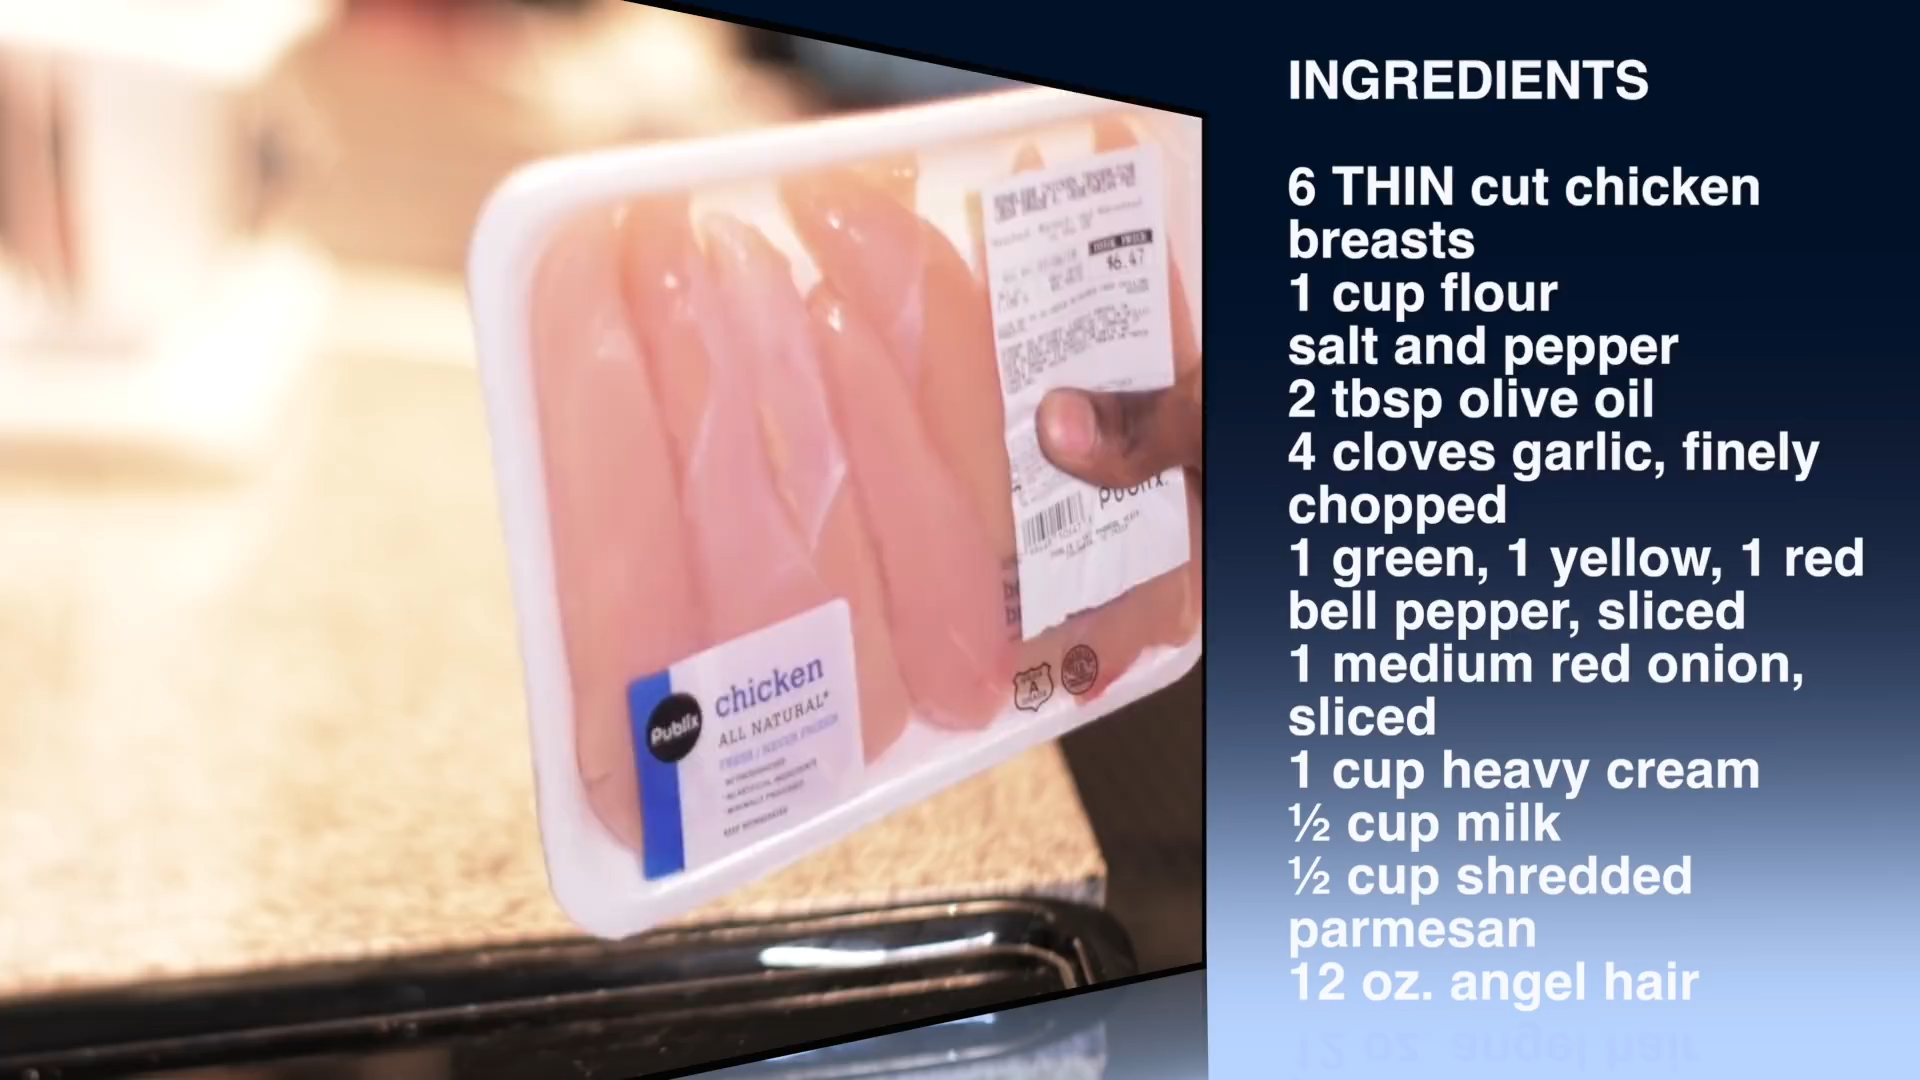 INGREDIENTS
6 THIN cut chicken
breasts
1 cup flour
salt and pepper
2 tbsp olive oil
4 cloves garlic, finely
chopped
1 green, 1 yellow, 1 red
bell pepper, sliced
1 medium red onion,
sliced
1 cup heavy cream
½ cup milk
½ cup shredded
parmesan
12 oz. angel hair
$6.47
Publix.
Publix
chicken
ALL NATURAL*
A